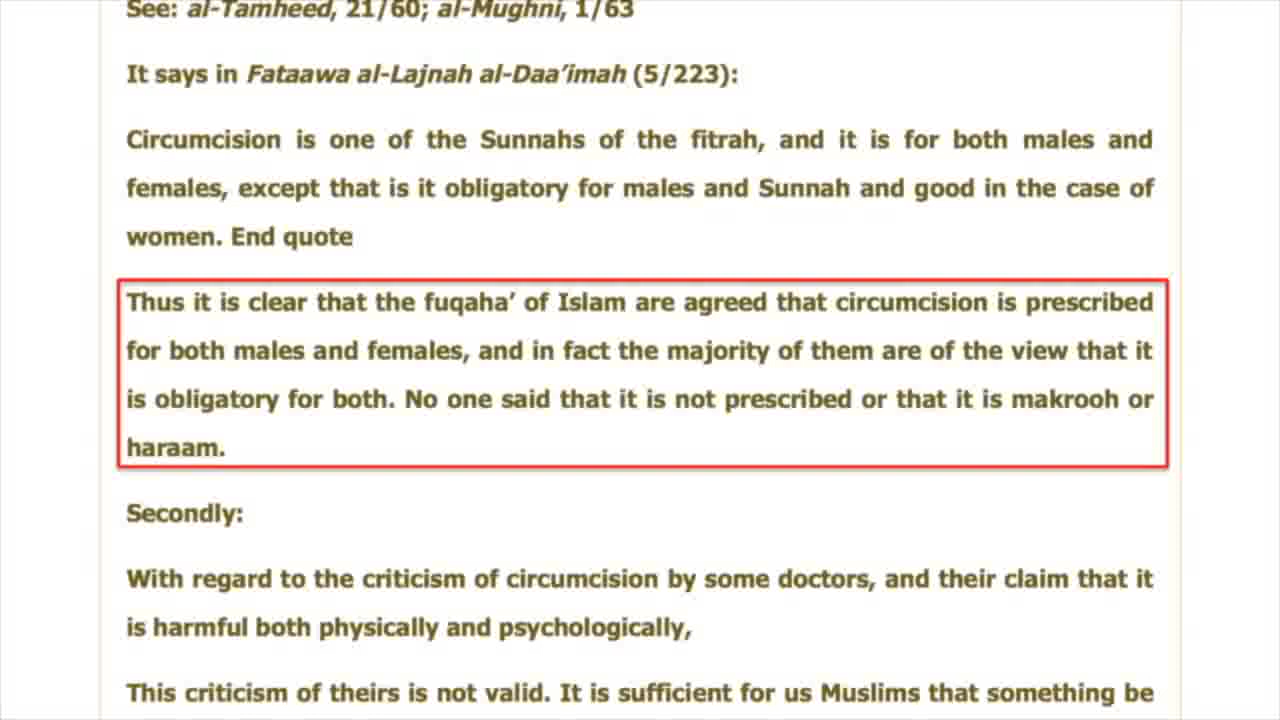 See: al-Tamheed, 21/60; al-Mughni, 1/63
It says in Fataawa al-Lajnah al-Daa’imah (5/223):
Circumcision is one of the Sunnahs of the fitrah, and it is for both males and
females, except that is it obligatory for males and Sunnah and good in the case of
women. End quote
Thus it is clear that the fuqaha’ of Islam are agreed that circumcision is prescribed
for both males and females, and in fact the majority of them are of the view that it
is obligatory for both. No one said that it is not prescribed or that it is makrooh or
haraam.
Secondly:
With regard to the criticism of circumcision by some doctors, and their claim that it
is harmful both physically and psychologically,
This criticism of theirs is not valid. It is sufficient for us Muslims that something be